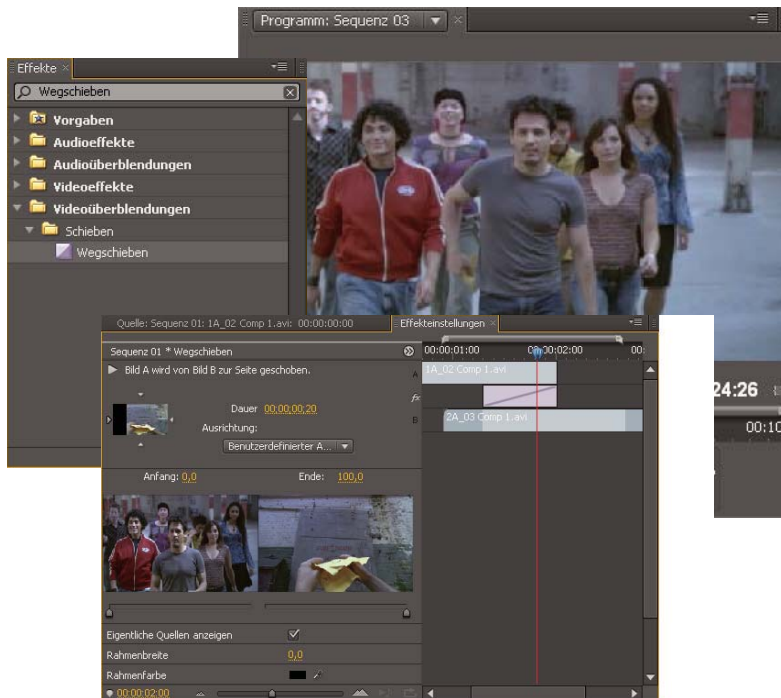 Programm: Sequenz 03
Effekte
Wegschieben
Vorgaben
Audioeffekte
Audioüberblendungen
Videoeffekte
Videoüberblendungen
Schieben
Wegschieben
24:26
00:10
Quelle: Sequenz 01: 1A_02 Comp 1.avi: 00:00:00:00
Effekteinstellungen
Sequenz 01 * Wegschieben
00:00:01:00 00:00:02:00 00:
Bild A wird von Bild B zur Seite geschoben.
A
1A_02 Comp 1.avi
fx
Dauer 00:00:00:20
B
2A_03 Comp 1.avi
Ausrichtung:
Benutzerdefinierter A...
Anfang: 0,0 Ende: 100,0
Eigentliche Quellen anzeigen
Rahmenbreite 0,0
Rahmenfarbe
00:00:02:00